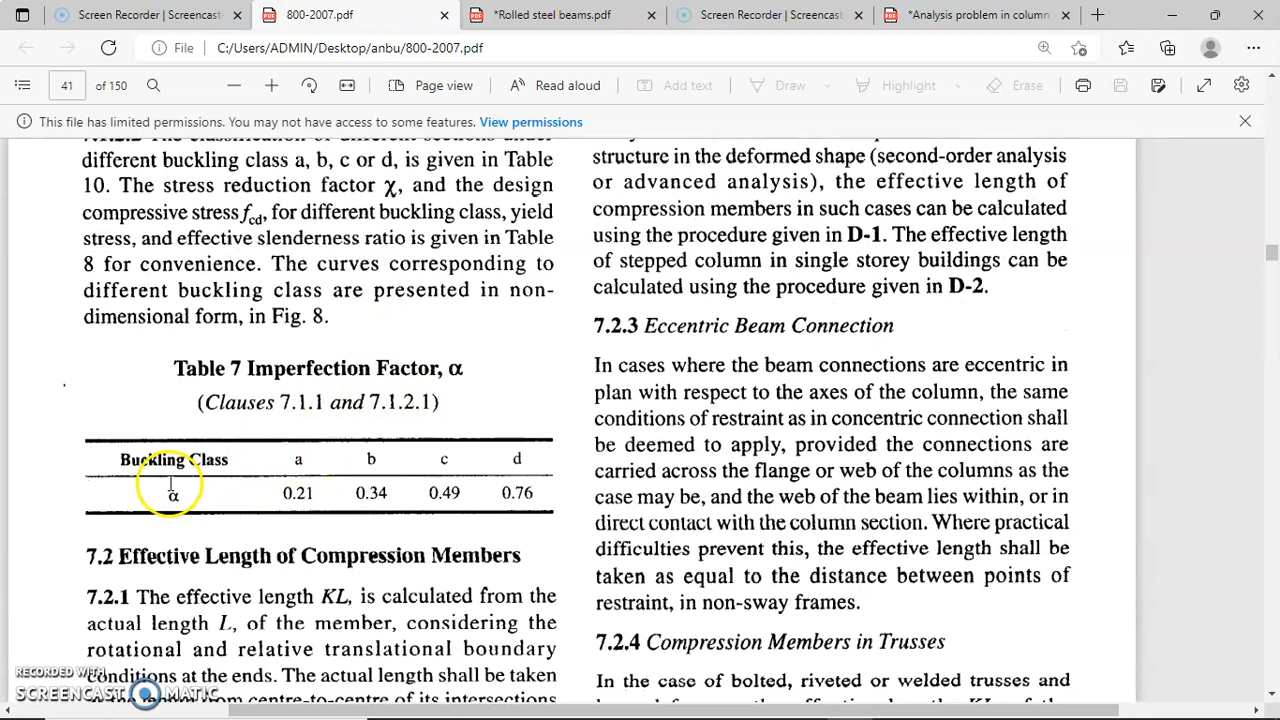 Screen Recorder | Screencast-
800-2007.pdf
*Rolled steel beams.pdf
Screen Recorder | Screencast-
*Analysis problem in column
File
C:/Users/ADMIN/Desktop/anbu/800-2007.pdf
41
of 150
Page view
Read aloud
Add text
Draw
Highlight
Erase
This file has limited permissions. You may not have access to some features. View permissions
different buckling class a, b, c or d, is given in Table
10. The stress reduction factor χ, and the design
compressive stress fcd, for different buckling class, yield
stress, and effective slenderness ratio is given in Table
8 for convenience. The curves corresponding to
different buckling class are presented in non-
dimensional form, in Fig. 8.
Table 7 Imperfection Factor, α
(Clauses 7.1.1 and 7.1.2.1)
Buckling Class a b c d
α 0.21 0.34 0.49 0.76
7.2 Effective Length of Compression Members
7.2.1 The effective length KL, is calculated from the
actual length L, of the member, considering the
rotational and relative translational boundary
conditions at the ends. The actual length shall be taken
from centre-to-centre of its intersections
structure in the deformed shape (second-order analysis
or advanced analysis), the effective length of
compression members in such cases can be calculated
using the procedure given in D-1. The effective length
of stepped column in single storey buildings can be
calculated using the procedure given in D-2.
7.2.3 Eccentric Beam Connection
In cases where the beam connections are eccentric in
plan with respect to the axes of the column, the same
conditions of restraint as in concentric connection shall
be deemed to apply, provided the connections are
carried across the flange or web of the columns as the
case may be, and the web of the beam lies within, or in
direct contact with the column section. Where practical
difficulties prevent this, the effective length shall be
taken as equal to the distance between points of
restraint, in non-sway frames.
7.2.4 Compression Members in Trusses
In the case of bolted, riveted or welded trusses and
RECORDED WITH
SCREENCAST MATIC